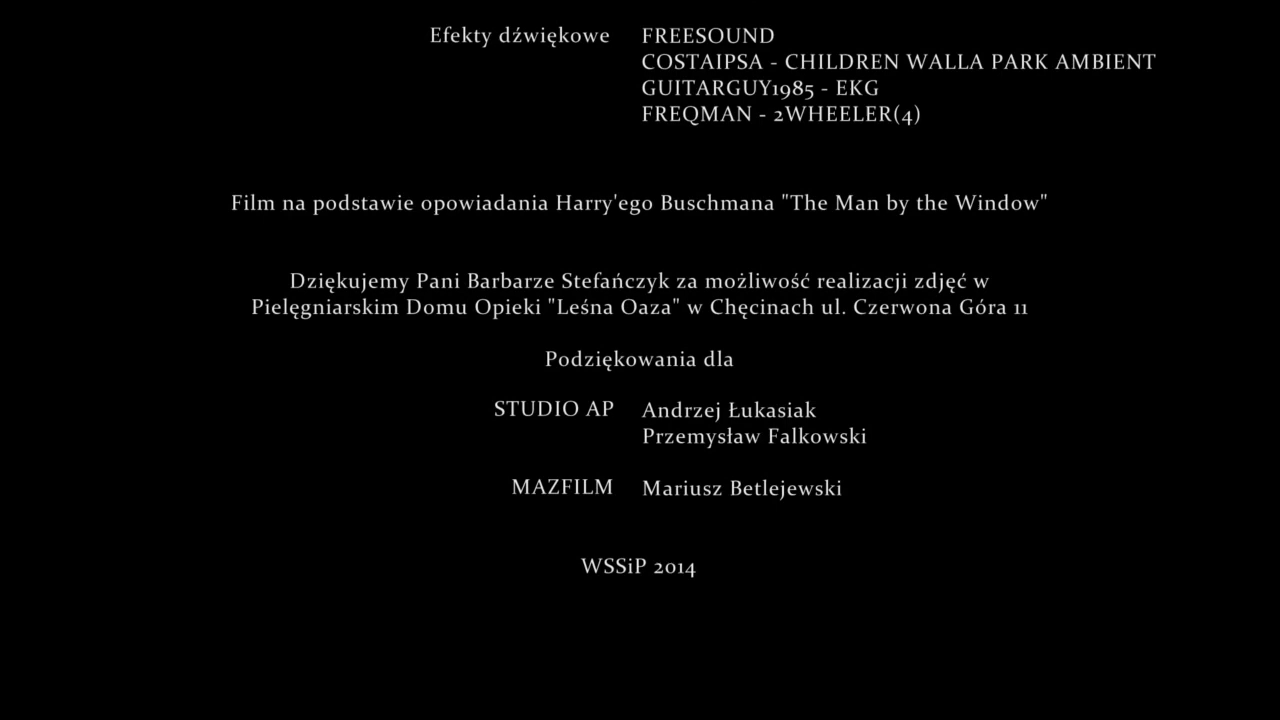 Efekty dźwiękowe FREESOUND
COSTAIPSA - CHILDREN WALLA PARK AMBIENT
GUITARGUY1985 - EKG
FREQMAN - 2WHEELER(4)
Film na podstawie opowiadania Harry'ego Buschmana "The Man by the Window"
Dziękujemy Pani Barbarze Stefańczyk za możliwość realizacji zdjęć w
Pielęgniarskim Domu Opieki "Leśna Oaza" w Chęcinach ul. Czerwona Góra 11
Podziękowania dla
STUDIO AP Andrzej Łukasiak
Przemysław Falkowski
MAZFILM Mariusz Betlejewski
WSSiP 2014